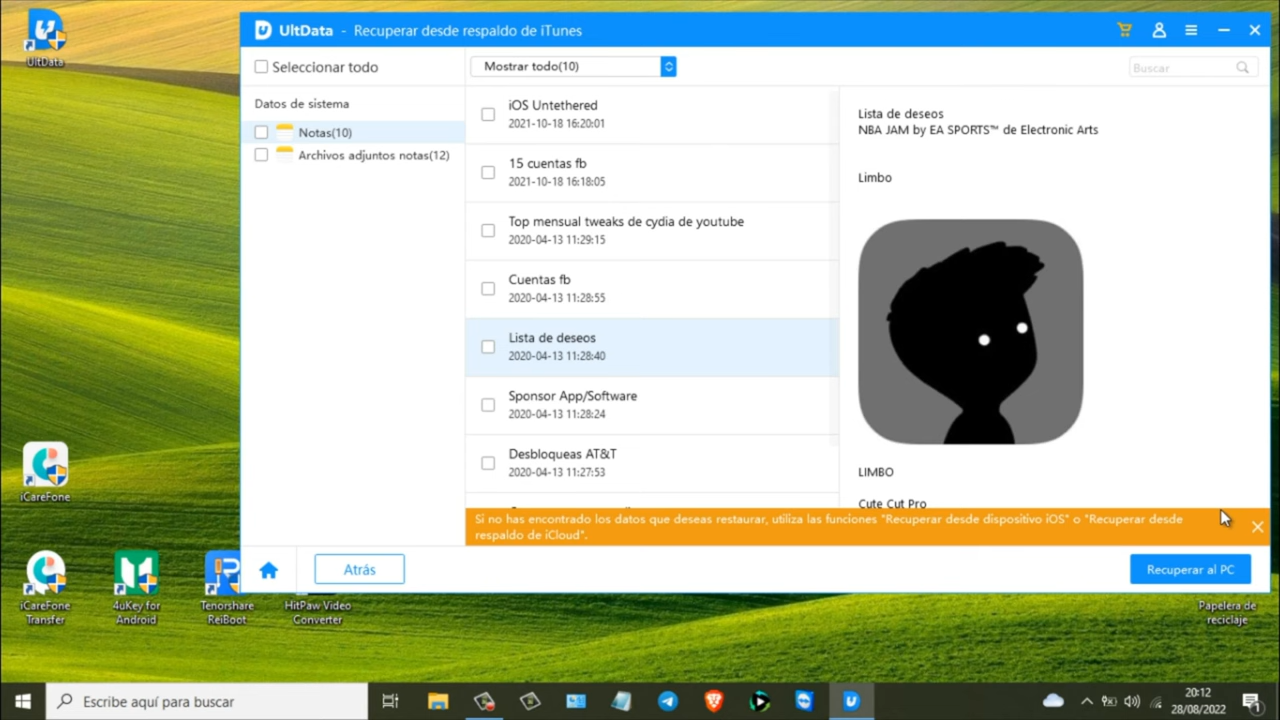 UltData
UltData - Recuperar desde respaldo de iTunes
Seleccionar todo
Mostrar todo(10)
Buscar
Datos de sistema
Notas(10)
Archivos adjuntos notas(12)
iOS Untethered
2021-10-18 16:20:01
15 cuentas fb
2021-10-18 16:18:05
Top mensual tweaks de cydia de youtube
2020-04-13 11:29:15
Cuentas fb
2020-04-13 11:28:55
Lista de deseos
2020-04-13 11:28:40
Sponsor App/Software
2020-04-13 11:28:24
Desbloqueas AT&T
2020-04-13 11:27:53
Lista de deseos
NBA JAM by EA SPORTS™ de Electronic Arts
Limbo
LIMBO
Cute Cut Pro
Si no has encontrado los datos que deseas restaurar, utiliza las funciones "Recuperar desde dispositivo iOS" o "Recuperar desde
respaldo de iCloud".
Atrás
Recuperar al PC
iCareFone
iCareFone
Transfer
4uKey for
Android
Tenorshare
ReiBoot
HitPaw Video
Converter
Papelera de
reciclaje
Escribe aquí para buscar
20:12
28/08/2022
1